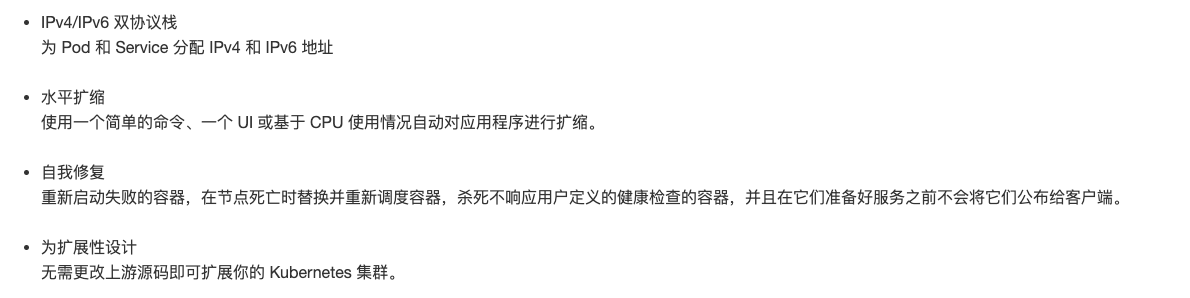 • IPv4/IPv6 双协议栈
为 Pod 和 Service 分配 IPv4 和 IPv6 地址
• 水平扩缩
使用一个简单的命令、一个 UI 或基于 CPU 使用情况自动对应用程序进行扩缩。
• 自我修复
重新启动失败的容器，在节点死亡时替换并重新调度容器，杀死不响应用户定义的健康检查的容器，并且在它们准备好服务之前不会将它们公布给客户端。
• 为扩展性设计
无需更改上游源码即可扩展你的 Kubernetes 集群。